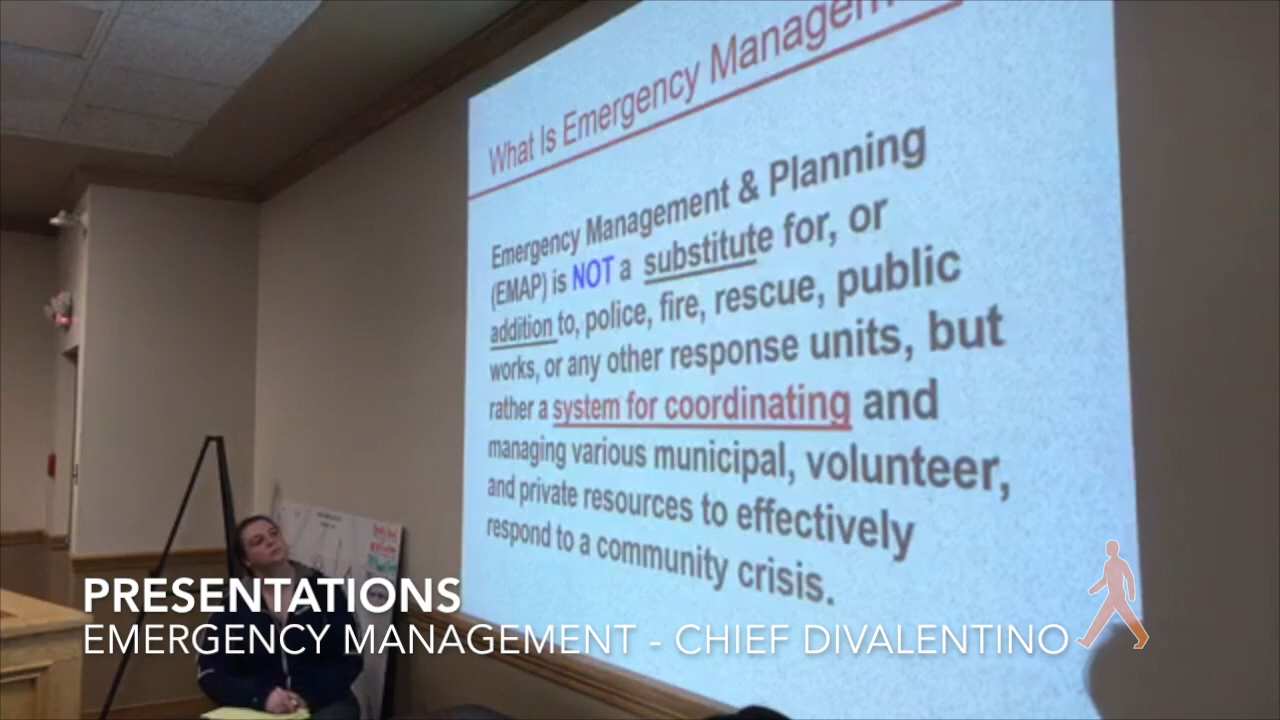 What Is Emergency Managem
Emergency Management & Planning
(EMAP) is NOT a substitute for, or
addition to, police, fire, rescue, public
works, or any other response units, but
rather a system for coordinating and
managing various municipal, volunteer,
and private resources to effectively
respond to a community crisis.
PRESENTATIONS
EMERGENCY MANAGEMENT - CHIEF DIVALENTINO